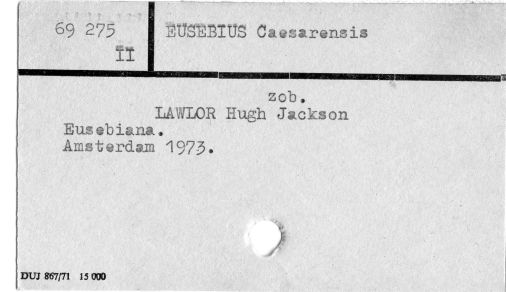 69 275
II
EUSEBIUS Caesarensis
zob.
LAWLOR Hugh Jackson
Eusebiana.
Amsterdam 1973.
DUJ 867/71 15 000